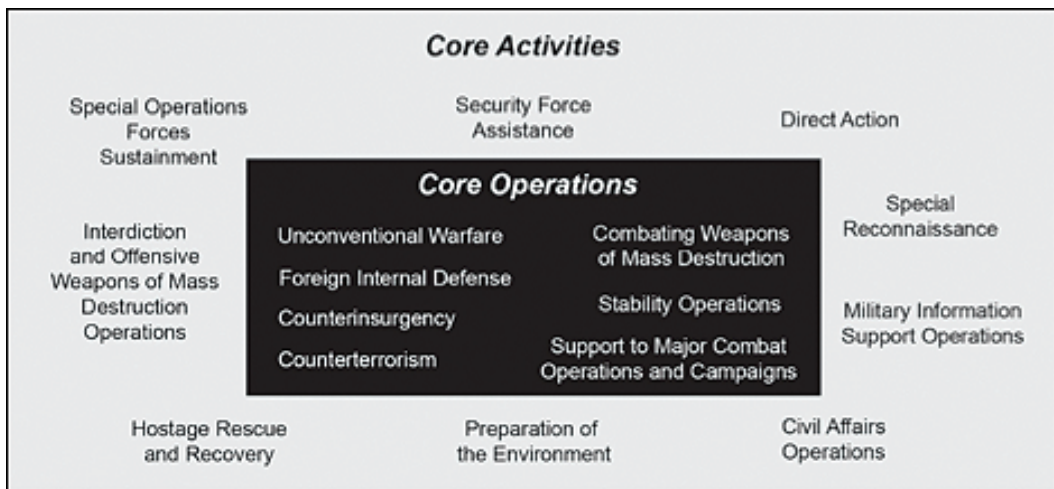 Core Activities
Special Operations
Forces
Sustainment
Security Force
Assistance
Direct Action
Core Operations
Unconventional Warfare
Foreign Internal Defense
Counterinsurgency
Counterterrorism
Combating Weapons
of Mass Destruction
Stability Operations
Support to Major Combat
Operations and Campaigns
Interdiction
and Offensive
Weapons of Mass
Destruction
Operations
Special
Reconnaissance
Military Information
Support Operations
Hostage Rescue
and Recovery
Preparation of
the Environment
Civil Affairs
Operations